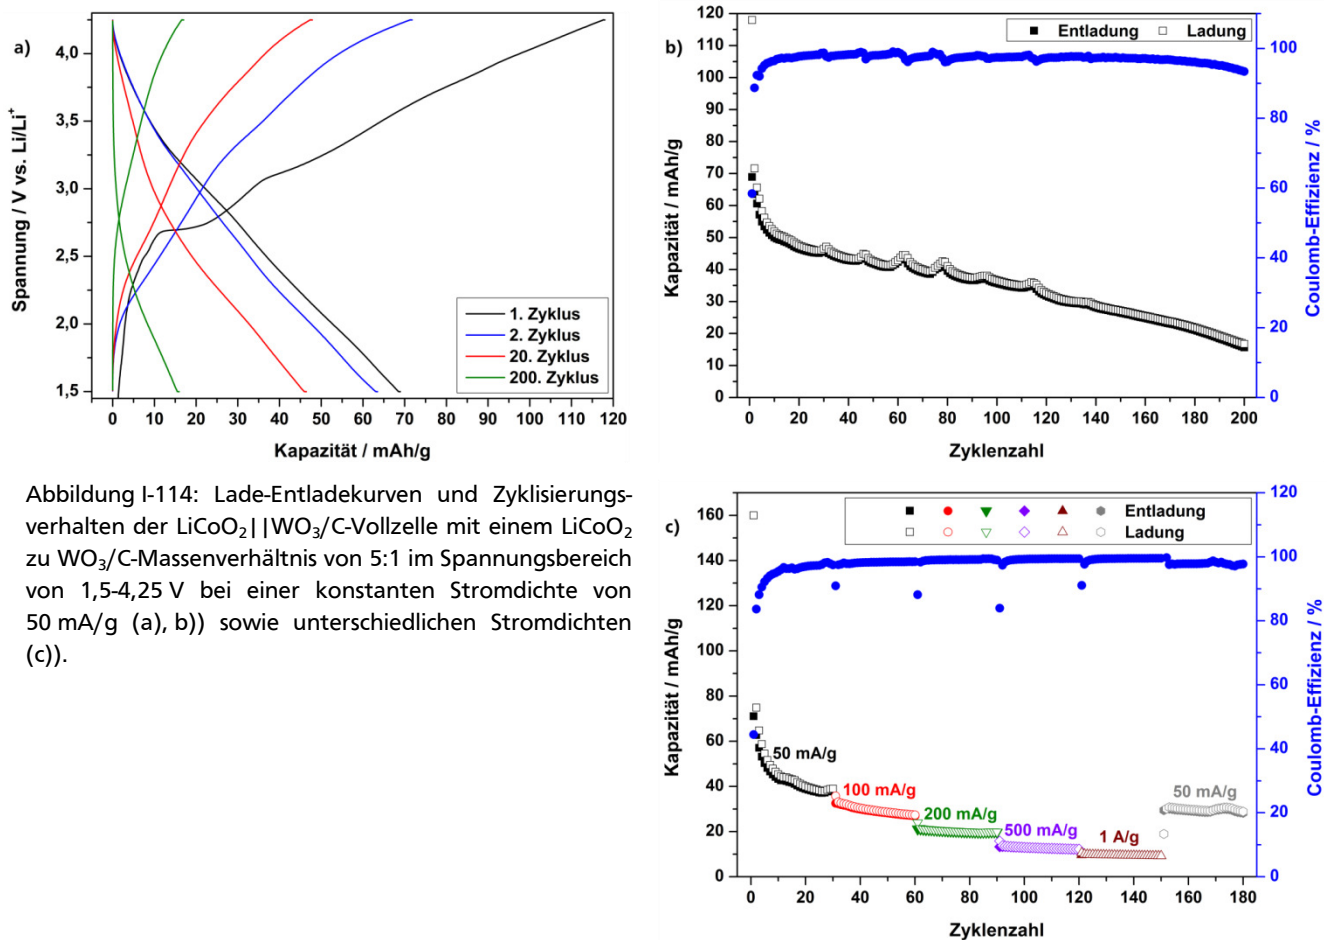 a)
Spannung / V vs. Li/Li⁺
4,0
3,5
3,0
2,5
2,0
1,5
0 10 20 30 40 50 60 70 80 90 100 110 120
Kapazität / mAh/g
1. Zyklus
2. Zyklus
20. Zyklus
200. Zyklus
b)
Entladung Ladung
Kapazität / mAh/g
120
110
100
90
80
70
60
50
40
30
20
10
0
0 20 40 60 80 100 120 140 160 180 200
Zyklenzahl
Coulomb-Effizienz / %
100
80
60
40
20
0
Abbildung I-114: Lade-Entladekurven und Zyklisierungs-
verhalten der LiCoO₂||WO₃/C-Vollzelle mit einem LiCoO₂
zu WO₃/C-Massenverhältnis von 5:1 im Spannungsbereich
von 1,5-4,25 V bei einer konstanten Stromdichte von
50 mA/g (a), b)) sowie unterschiedlichen Stromdichten
(c)).
c)
Entladung
Ladung
Kapazität / mAh/g
160
140
120
100
80
60
40
20
0
50 mA/g
100 mA/g
200 mA/g
500 mA/g
1 A/g
50 mA/g
0 20 40 60 80 100 120 140 160 180
Zyklenzahl
Coulomb-Effizienz / %
120
100
80
60
40
20
0